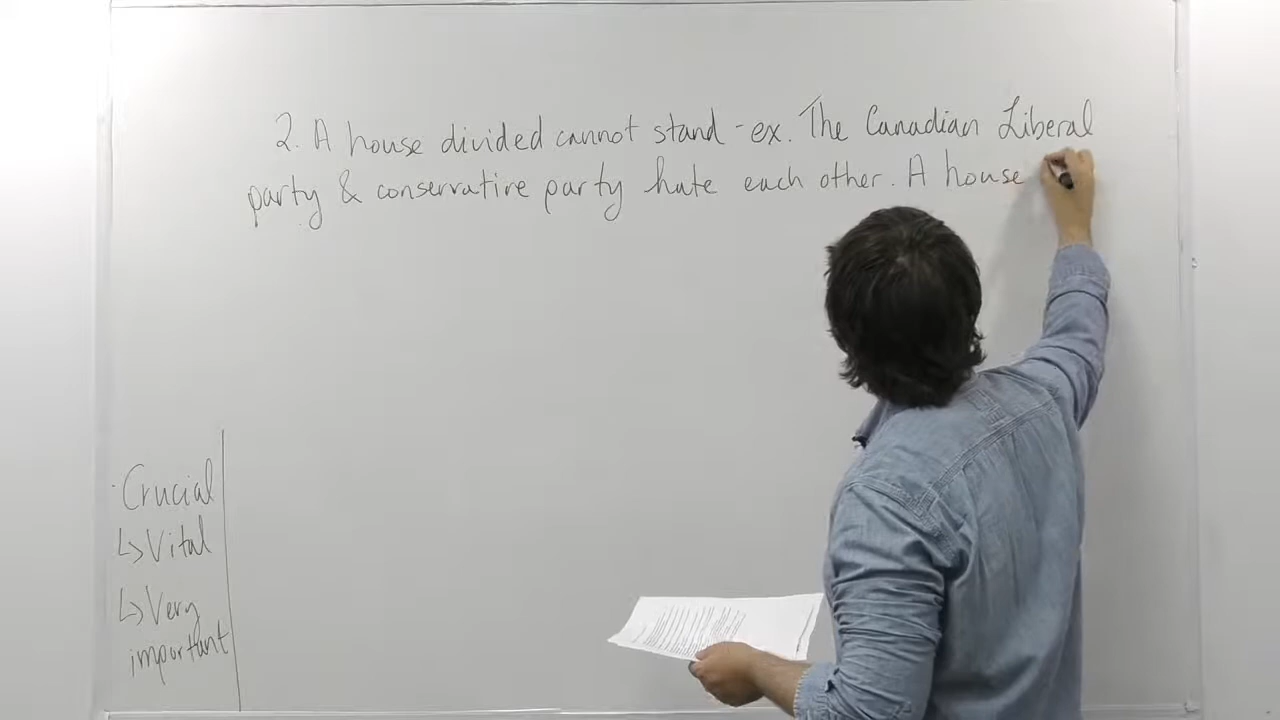 2. A house divided cannot stand - ex. The Canadian Liberal
party & conservative party hate each other. A house
· Crucial
↳ Vital
↳ Very
important